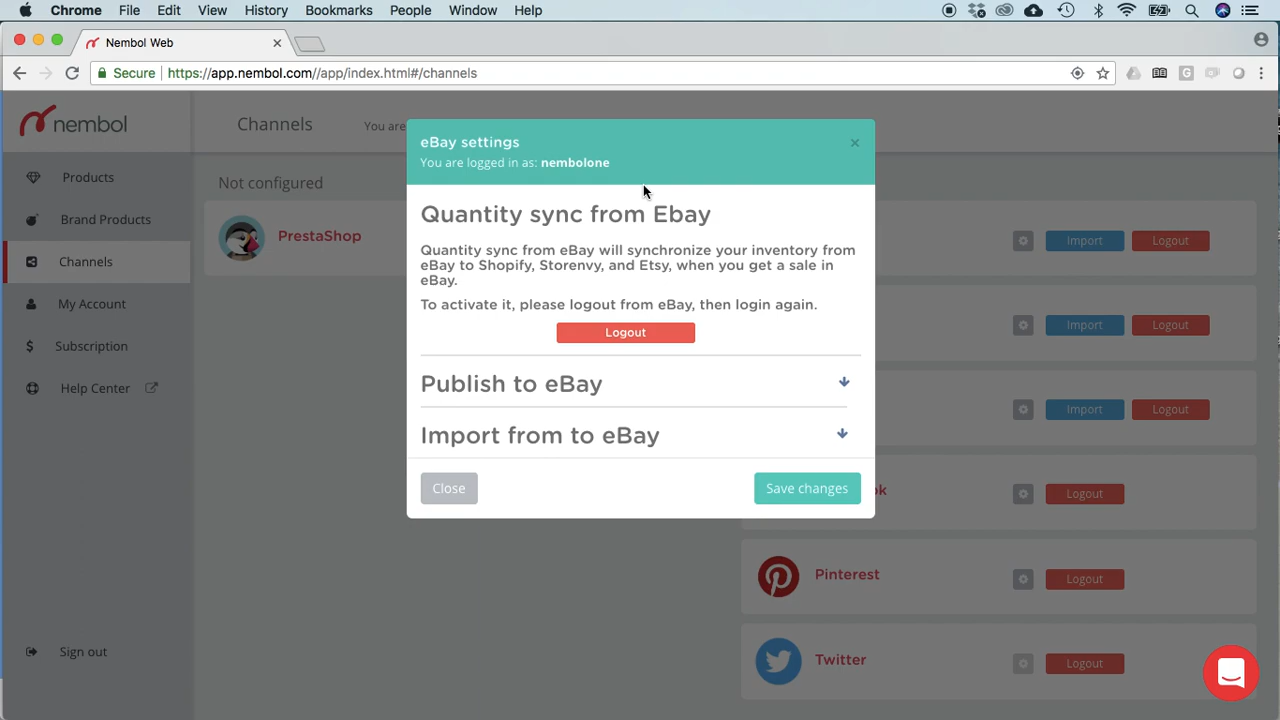 Chrome File Edit View History Bookmarks People Window Help
Nembol Web
Secure https://app.nembol.com//app/index.html#/channels
nembol
Channels
You are
Products
Brand Products
Channels
My Account
$ Subscription
Help Center
Sign out
Not configured
PrestaShop
eBay settings
You are logged in as: nembolone
×
Quantity sync from Ebay
Quantity sync from eBay will synchronize your inventory from
eBay to Shopify, Storenvy, and Etsy, when you get a sale in
eBay.
To activate it, please logout from eBay, then login again.
Logout
Publish to eBay
Import from to eBay
Close
Save changes
Import Logout
Import Logout
Import Logout
ok
Logout
Pinterest
Logout
Twitter
Logout